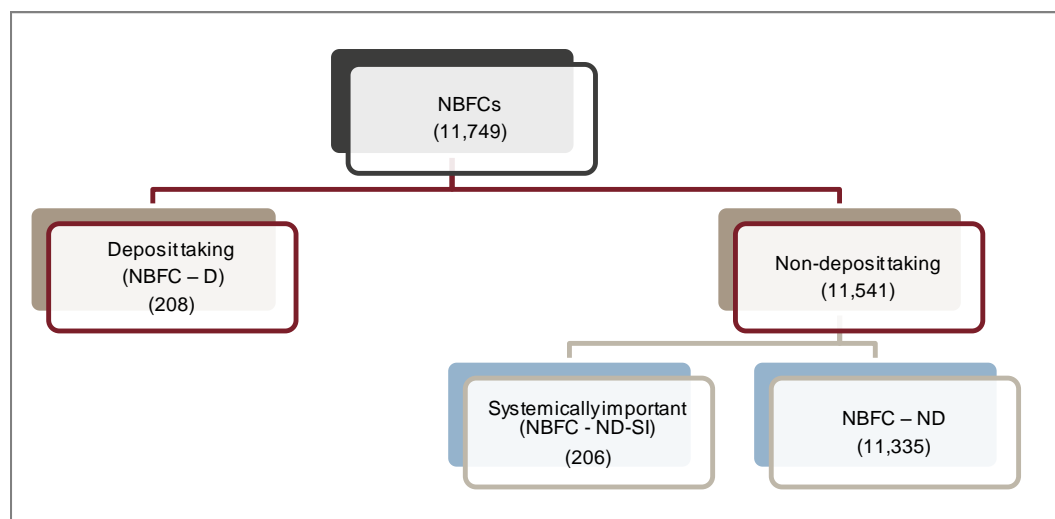 NBFCs
(11,749)
Deposit taking
(NBFC – D)
(208)
Non-deposit taking
(11,541)
Systemically important
(NBFC - ND-SI)
(206)
NBFC – ND
(11,335)